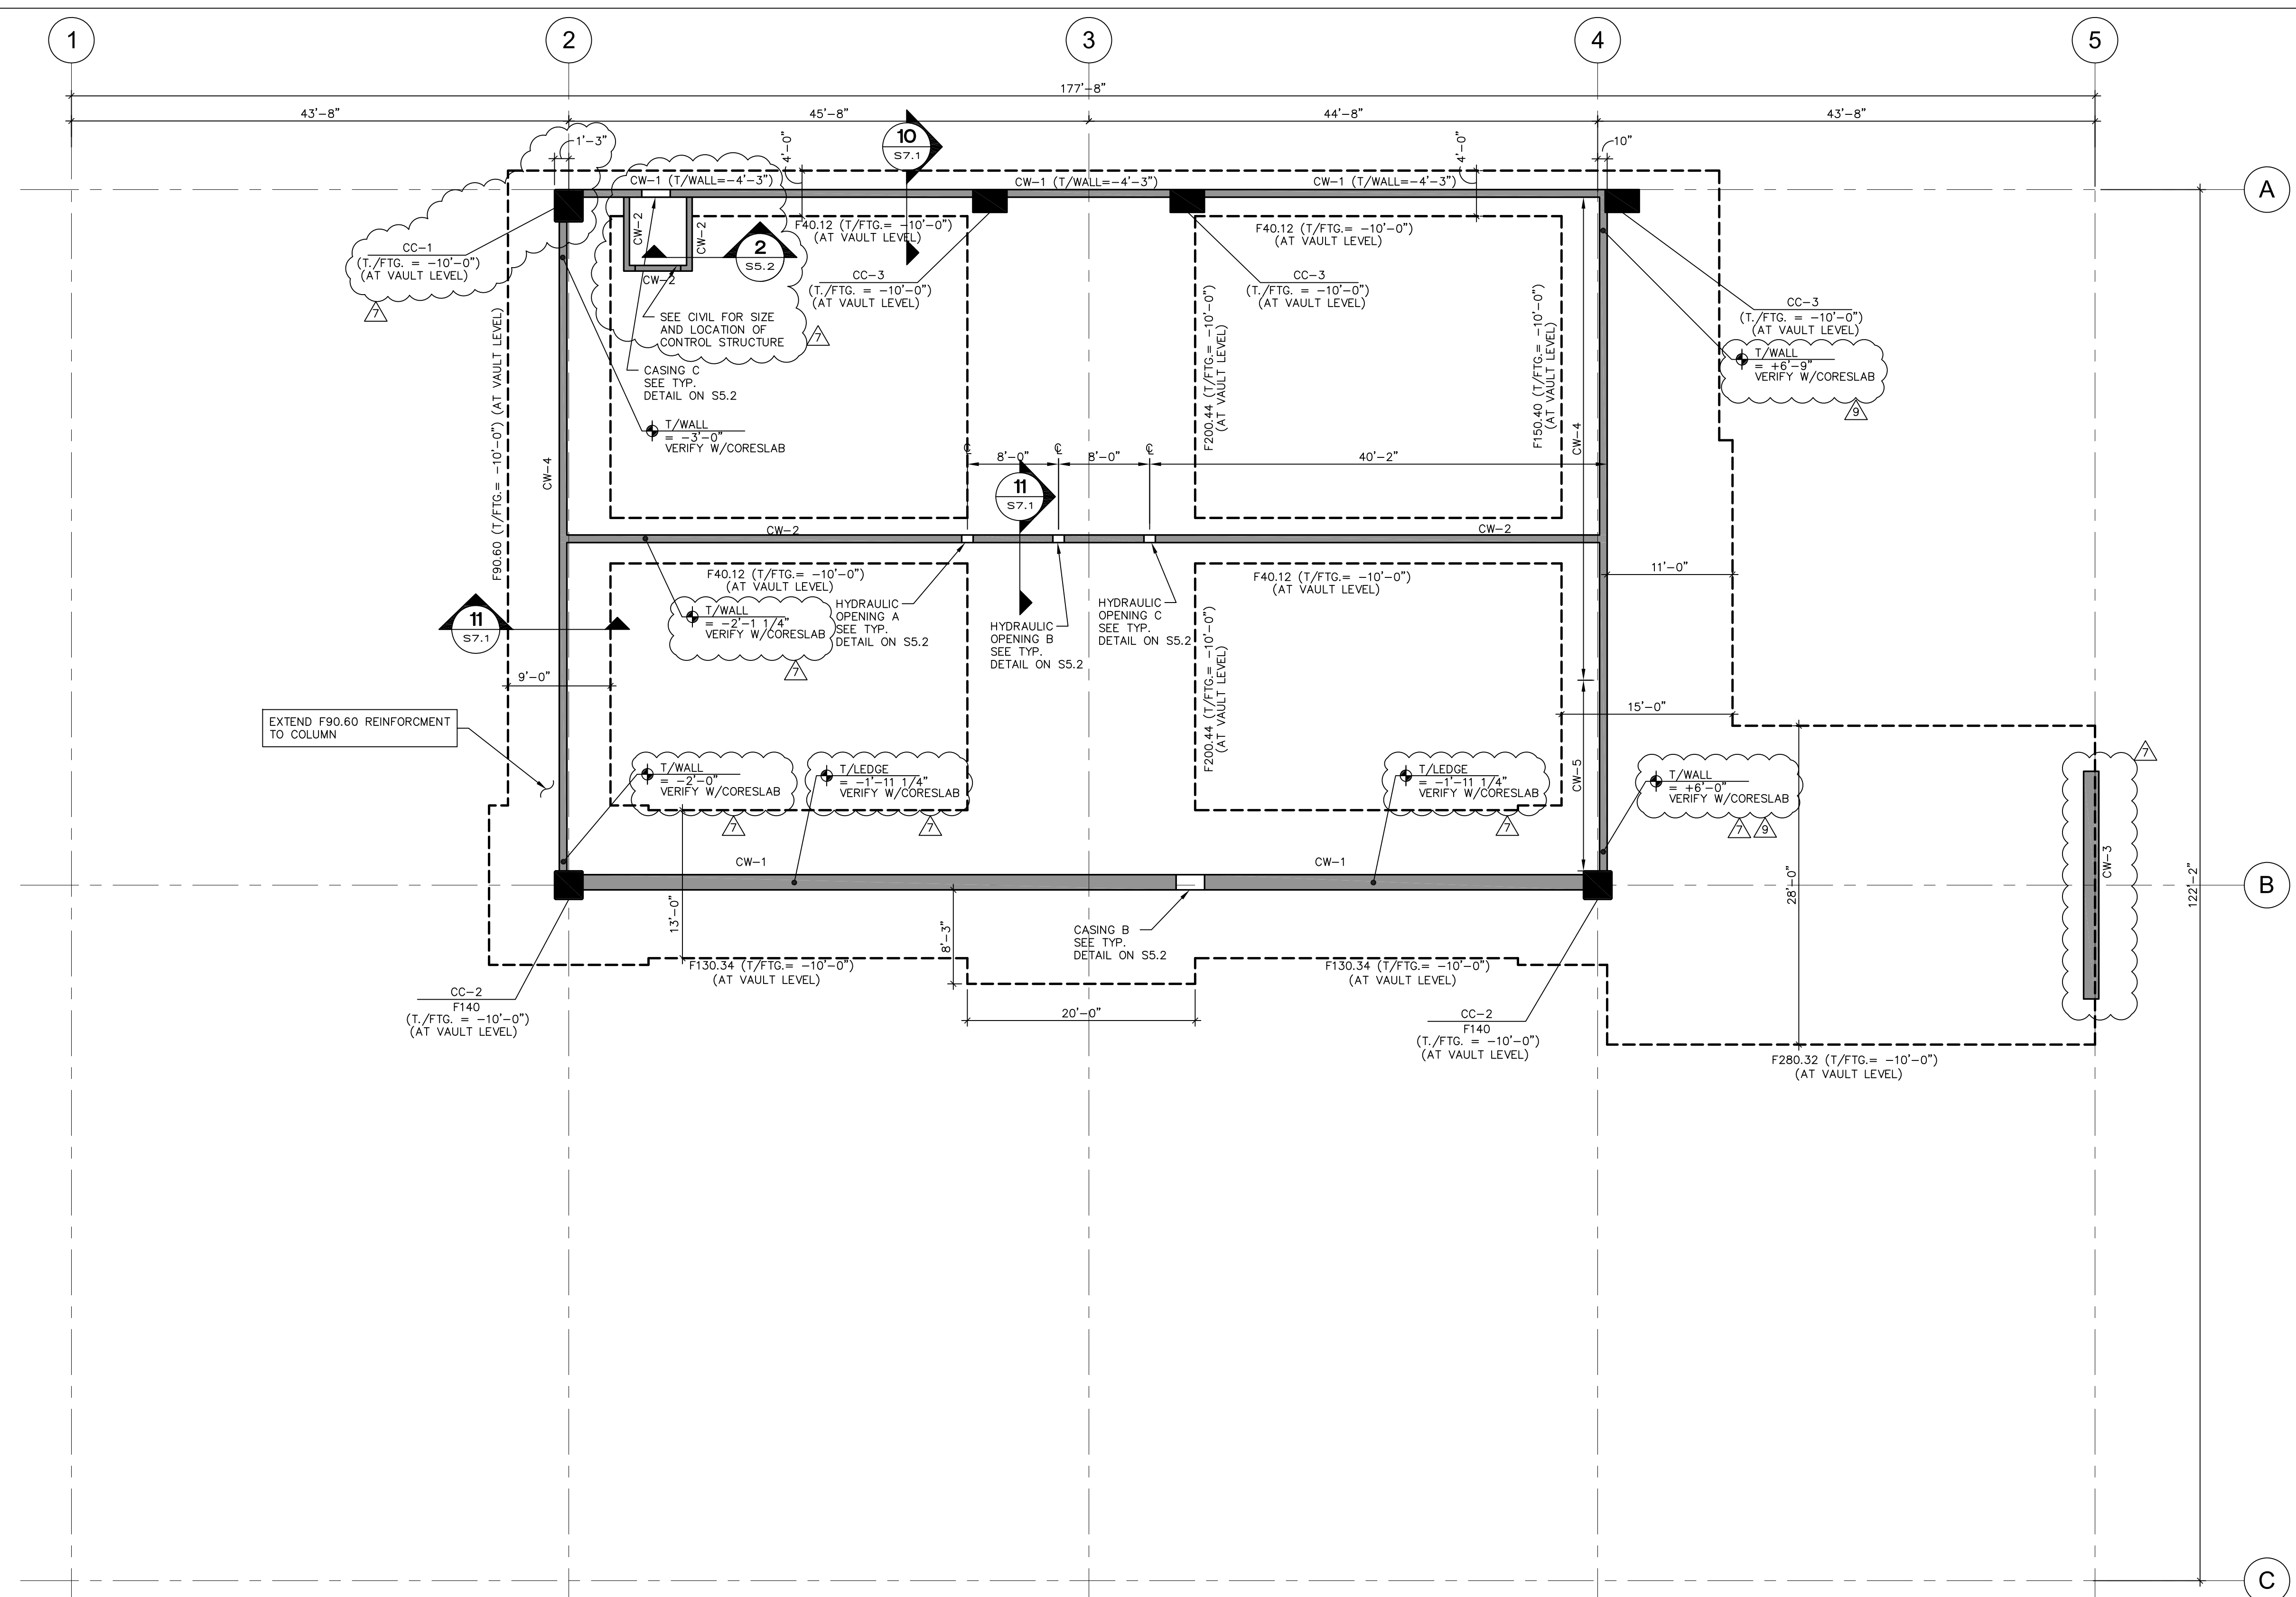 1
2
3
4
5
177'-8"
43'-8"
45'-8"
44'-8"
43'-8"
1'-3"
4'-0"
10
S7.1
4'-0"
10"
A
CW-1 (T/WALL=-4'-3")
CW-1 (T/WALL=-4'-3")
CW-1 (T/WALL=-4'-3")
CW-2
CW-2
CW-2
2
S5.2
F40.12 (T/FTG.= -10'-0")
(AT VAULT LEVEL)
F40.12 (T/FTG.= -10'-0")
(AT VAULT LEVEL)
CC-1
(T./FTG. = -10'-0")
(AT VAULT LEVEL)
7
CC-3
(T./FTG. = -10'-0")
(AT VAULT LEVEL)
CC-3
(T./FTG. = -10'-0")
(AT VAULT LEVEL)
CC-3
(T./FTG. = -10'-0")
(AT VAULT LEVEL)
SEE CIVIL FOR SIZE
AND LOCATION OF
CONTROL STRUCTURE
7
T/WALL
= +6'-9"
VERIFY W/CORESLAB
9
CASING C
SEE TYP.
DETAIL ON S5.2
T/WALL
= -3'-0"
VERIFY W/CORESLAB
F90.60 (T/FTG.= -10'-0") (AT VAULT LEVEL)
CW-4
F200.44 (T/FTG.= -10'-0")
(AT VAULT LEVEL)
F150.40 (T/FTG.= -10'-0")
(AT VAULT LEVEL)
CW-4
8'-0"
8'-0"
40'-2"
11
S7.1
CW-2
CW-2
11'-0"
F40.12 (T/FTG.= -10'-0")
(AT VAULT LEVEL)
F40.12 (T/FTG.= -10'-0")
(AT VAULT LEVEL)
T/WALL
= -2'-1 1/4"
VERIFY W/CORESLAB
7
HYDRAULIC
OPENING A
SEE TYP.
DETAIL ON S5.2
HYDRAULIC
OPENING B
SEE TYP.
DETAIL ON S5.2
HYDRAULIC
OPENING C
SEE TYP.
DETAIL ON S5.2
11
S7.1
9'-0"
F200.44 (T/FTG.= -10'-0")
(AT VAULT LEVEL)
15'-0"
EXTEND F90.60 REINFORCMENT
TO COLUMN
T/WALL
= -2'-0"
VERIFY W/CORESLAB
7
T/LEDGE
= -1'-11 1/4"
VERIFY W/CORESLAB
7
T/LEDGE
= -1'-11 1/4"
VERIFY W/CORESLAB
7
CW-5
T/WALL
= +6'-0"
VERIFY W/CORESLAB
7
9
7
CW-3
28'-0"
122'-2"
CW-1
CW-1
B
13'-0"
8'-3"
CASING B
SEE TYP.
DETAIL ON S5.2
F130.34 (T/FTG.= -10'-0")
(AT VAULT LEVEL)
F130.34 (T/FTG.= -10'-0")
(AT VAULT LEVEL)
20'-0"
CC-2
F140
(T./FTG. = -10'-0")
(AT VAULT LEVEL)
CC-2
F140
(T./FTG. = -10'-0")
(AT VAULT LEVEL)
F280.32 (T/FTG.= -10'-0")
(AT VAULT LEVEL)
C